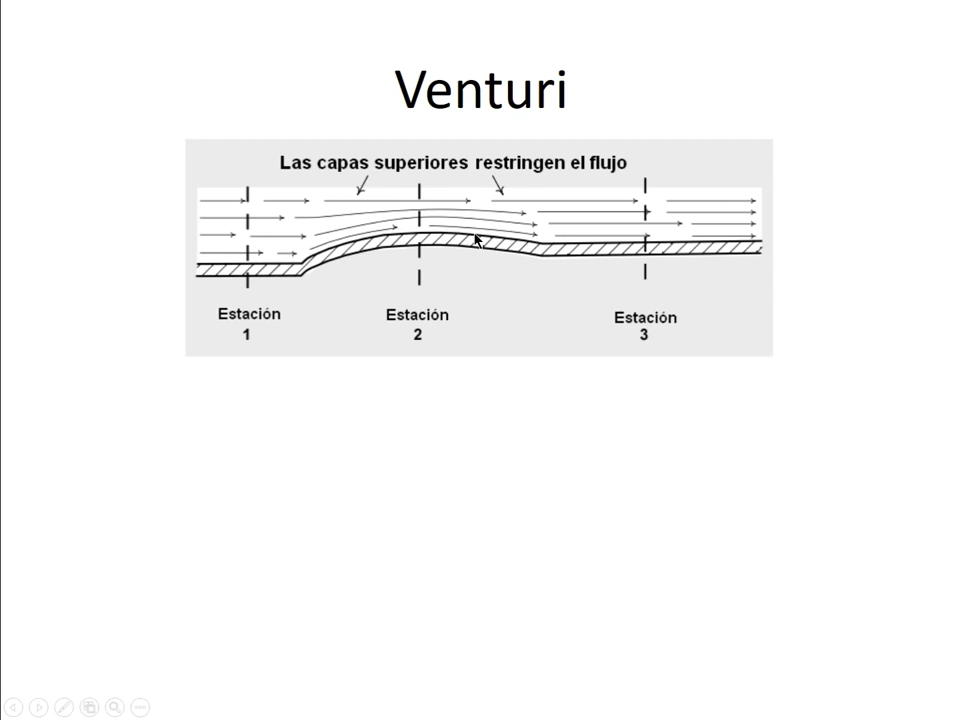 Venturi
Las capas superiores restringen el flujo
Estación
1
Estación
2
Estación
3